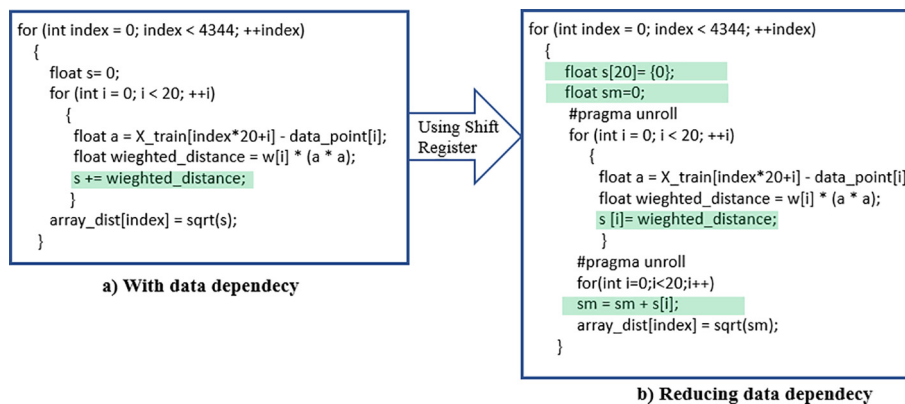 for (int index = 0; index < 4344; ++index)
{
float s= 0;
for (int i = 0; i < 20; ++i)
{
float a = X_train[index*20+i] - data_point[i];
float wieghted_distance = w[i] * (a * a);
s += wieghted_distance;
}
array_dist[index] = sqrt(s);
}
a) With data dependecy
Using Shift
Register
for (int index = 0; index < 4344; ++index)
{
float s[20]= {0};
float sm=0;
#pragma unroll
for (int i = 0; i < 20; ++i)
{
float a = X_train[index*20+i] - data_point[i]
float wieghted_distance = w[i] * (a * a);
s [i]= wieghted_distance;
}
#pragma unroll
for(int i=0;i<20;i++)
sm = sm + s[i];
array_dist[index] = sqrt(sm);
}
b) Reducing data dependecy